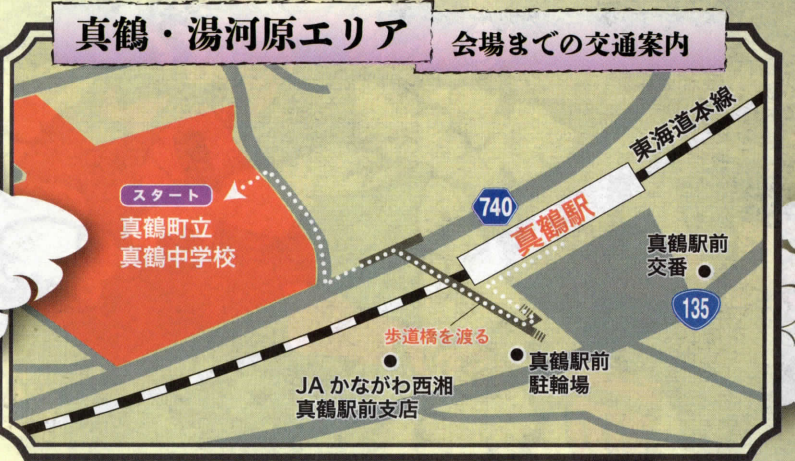 真鶴・湯河原エリア
会場までの交通案内
東海道本線
740
真鶴駅
スタート
真鶴町立
真鶴中学校
真鶴駅前
交番
135
歩道橋を渡る
真鶴駅前
駐輪場
JAかながわ西湘
真鶴駅前支店